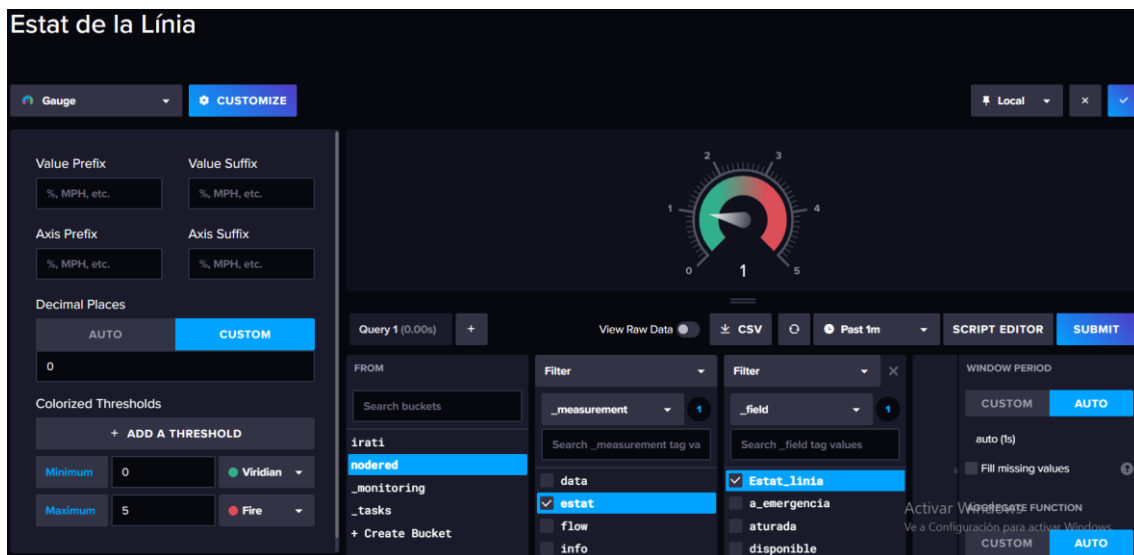 Estat de la Línia
Gauge
CUSTOMIZE
Local
Value Prefix
Value Suffix
%, MPH, etc.
%, MPH, etc.
Axis Prefix
Axis Suffix
%, MPH, etc.
%, MPH, etc.
Decimal Places
AUTO
CUSTOM
0
Colorized Thresholds
+ ADD A THRESHOLD
Minimum
0
Viridian
Maximum
5
Fire
0
1
2
3
4
5
1
Query 1 (0.00s)
+
View Raw Data
CSV
Past 1m
SCRIPT EDITOR
SUBMIT
FROM
Search buckets
irati
nodered
_monitoring
_tasks
+ Create Bucket
Filter
_measurement
1
Search _measurement tag va
data
estat
flow
info
Filter
_field
1
Search _field tag values
Estat_linia
a_emergencia
aturada
disponible
WINDOW PERIOD
CUSTOM
AUTO
auto (1s)
Fill missing values
?
AGGREGATE FUNCTION
CUSTOM
AUTO
Activar Windows
Ve a Configuración para activar Windows.